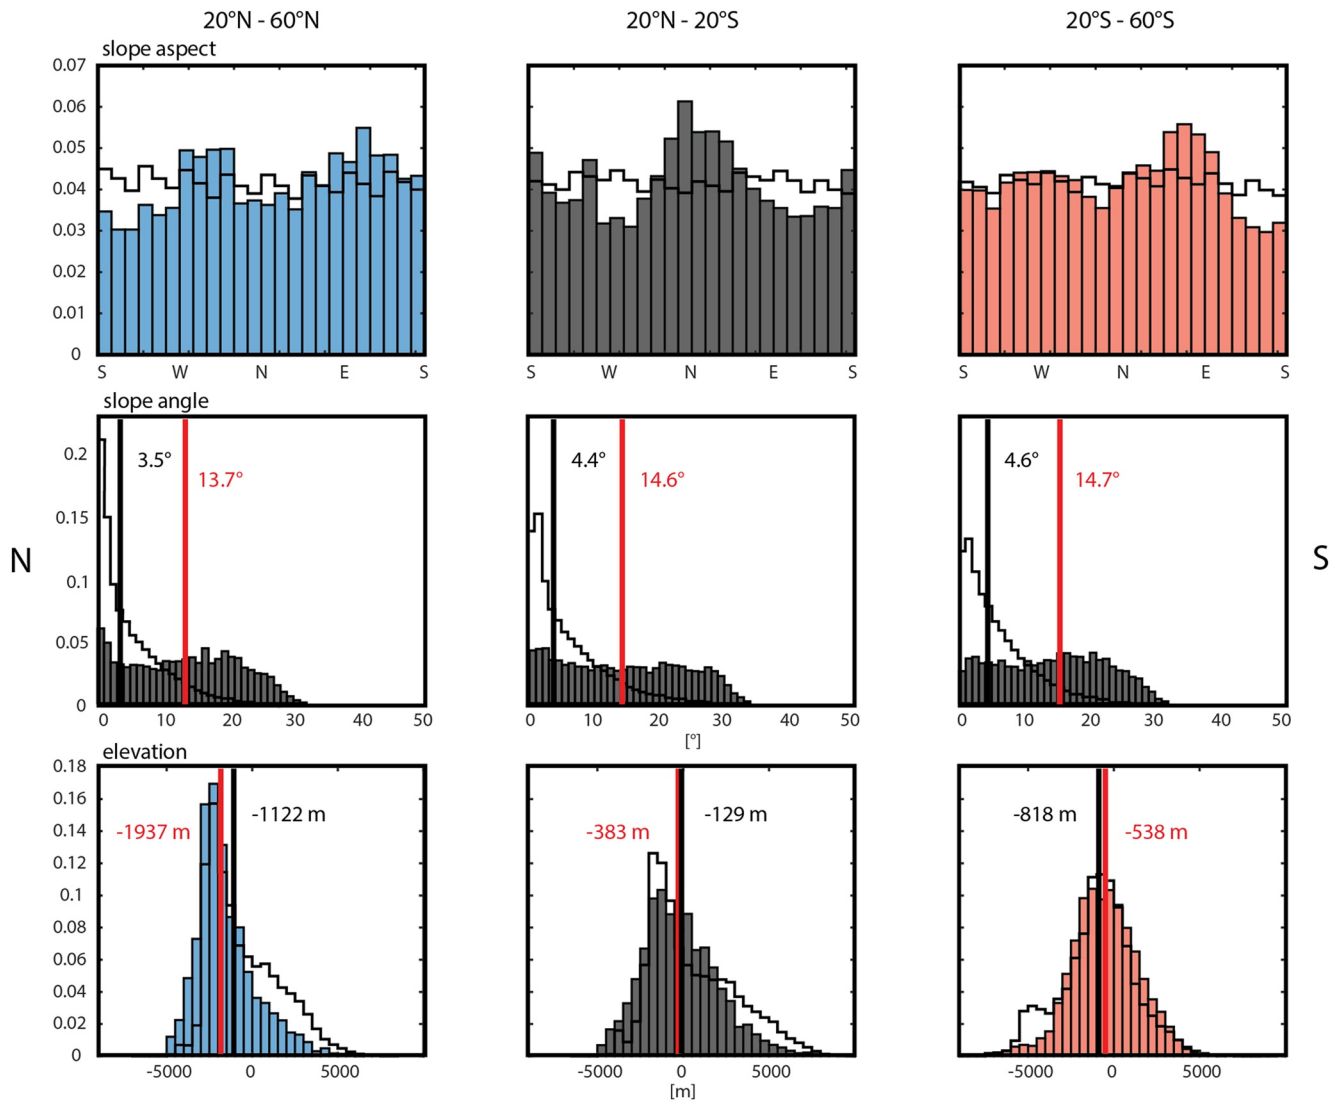 20°N - 60°N 20°N - 20°S 20°S - 60°S
slope aspect
0.07
0.06
0.05
0.04
0.03
0.02
0.01
0
S W N E S S W N E S S W N E S
slope angle
0.2
0.15
0.1
0.05
0
3.5° 4.4° 4.6°
13.7° 14.6° 14.7°
N S
0 10 20 30 40 50 0 10 20 30 40 50 0 10 20 30 40 50
[°]
elevation
0.18
0.16
0.14
0.12
0.1
0.08
0.06
0.04
0.02
0
-1122 m -129 m -818 m
-1937 m -383 m -538 m
-5000 0 5000 -5000 0 5000 -5000 0 5000
[m]